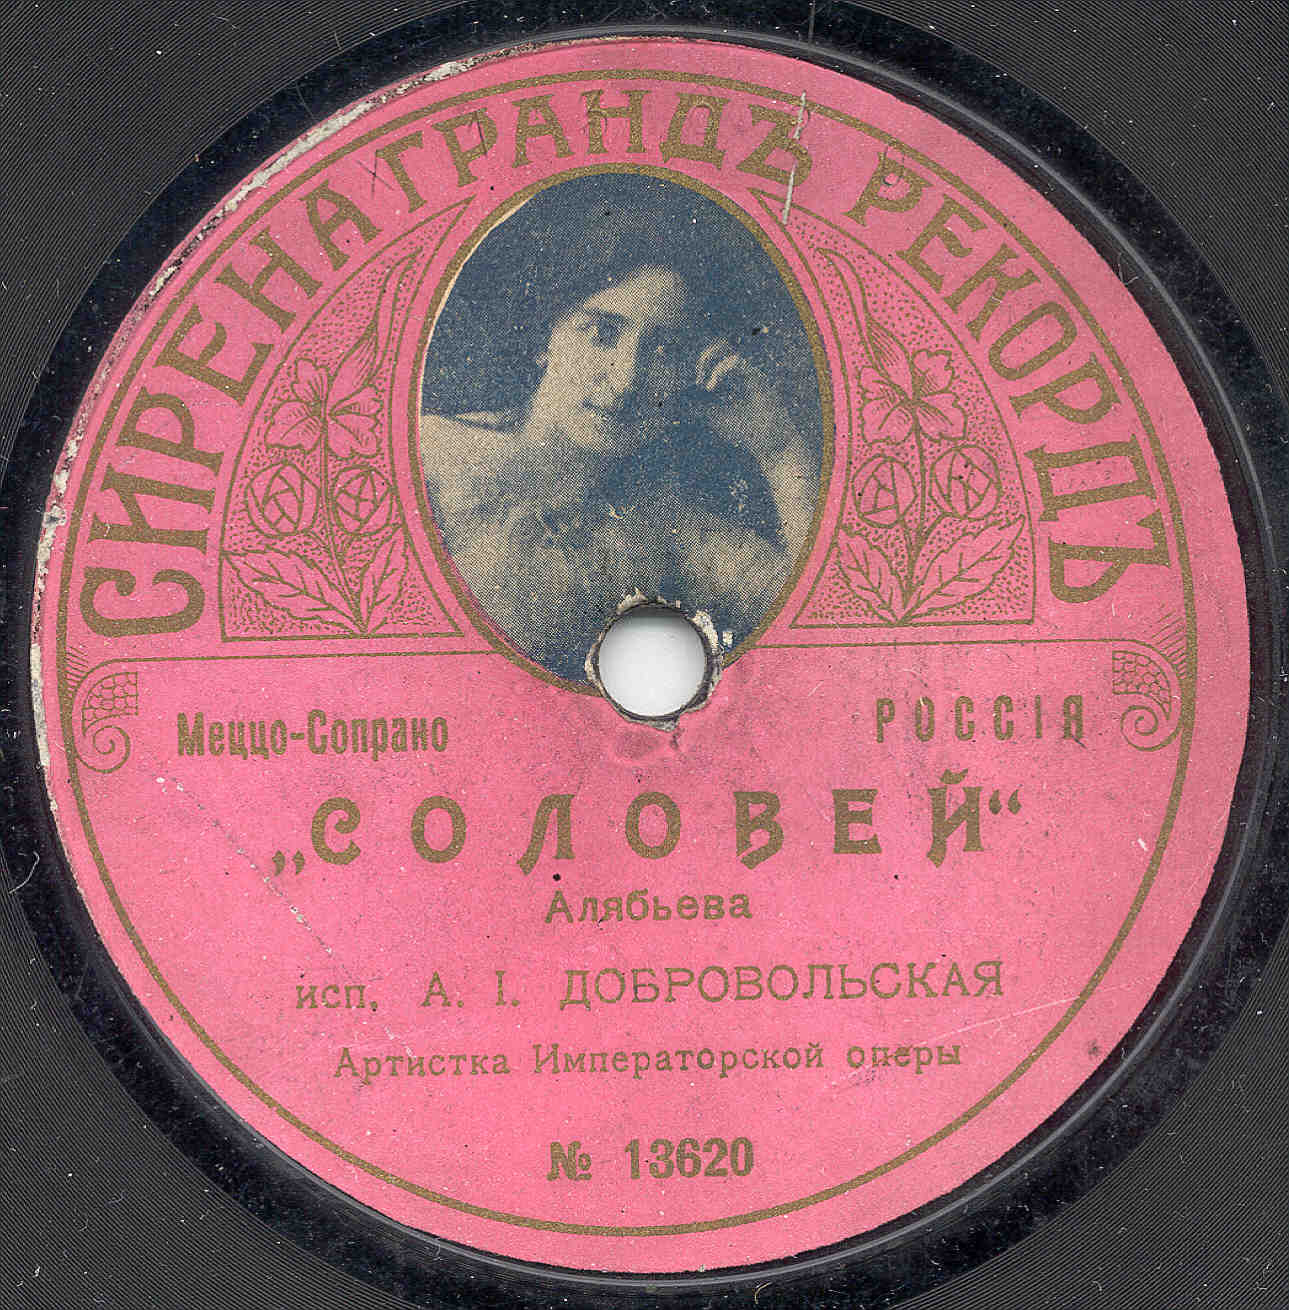 СИРЕНА ГРАНДЪ РЕКОРДЪ
Меццо-Сопрано
РОССІЯ
„СОЛОВЕЙ“
Алябьева
исп. А. І. ДОБРОВОЛЬСКАЯ
Артистка Императорской оперы
№ 13620